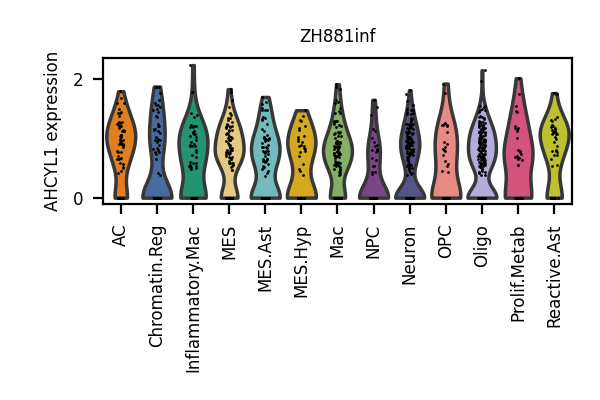 ZH881inf
AHCYL1 expression
2
0
AC
Chromatin.Reg
Inflammatory.Mac
MES
MES.Ast
MES.Hyp
Mac
NPC
Neuron
OPC
Oligo
Prolif.Metab
Reactive.Ast